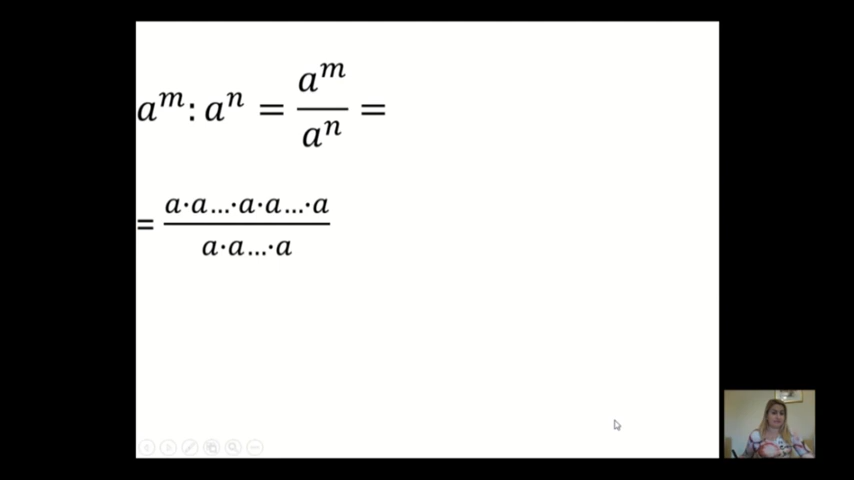 aᵐ : aⁿ = aᵐ/aⁿ =
= a·a…·a·a…·a / a·a…·a